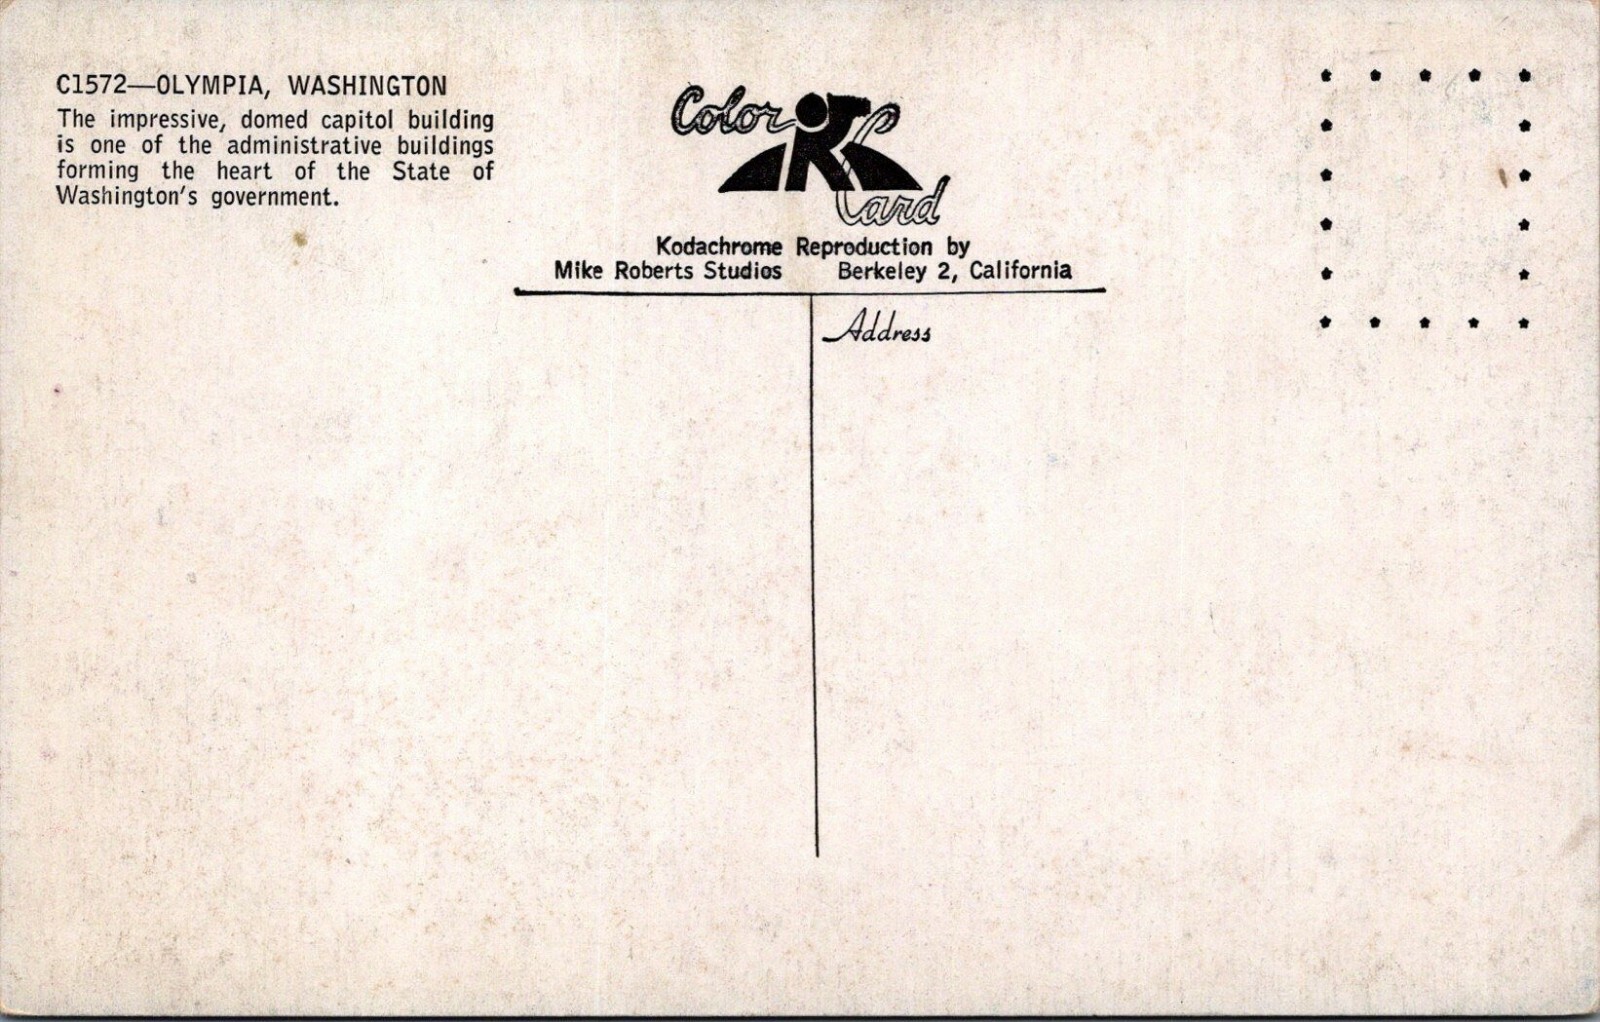 C1572—OLYMPIA, WASHINGTON
The impressive, domed capitol building
is one of the administrative buildings
forming the heart of the State of
Washington's government.
Color
Card
Kodachrome Reproduction by
Mike Roberts Studios Berkeley 2, California
Address